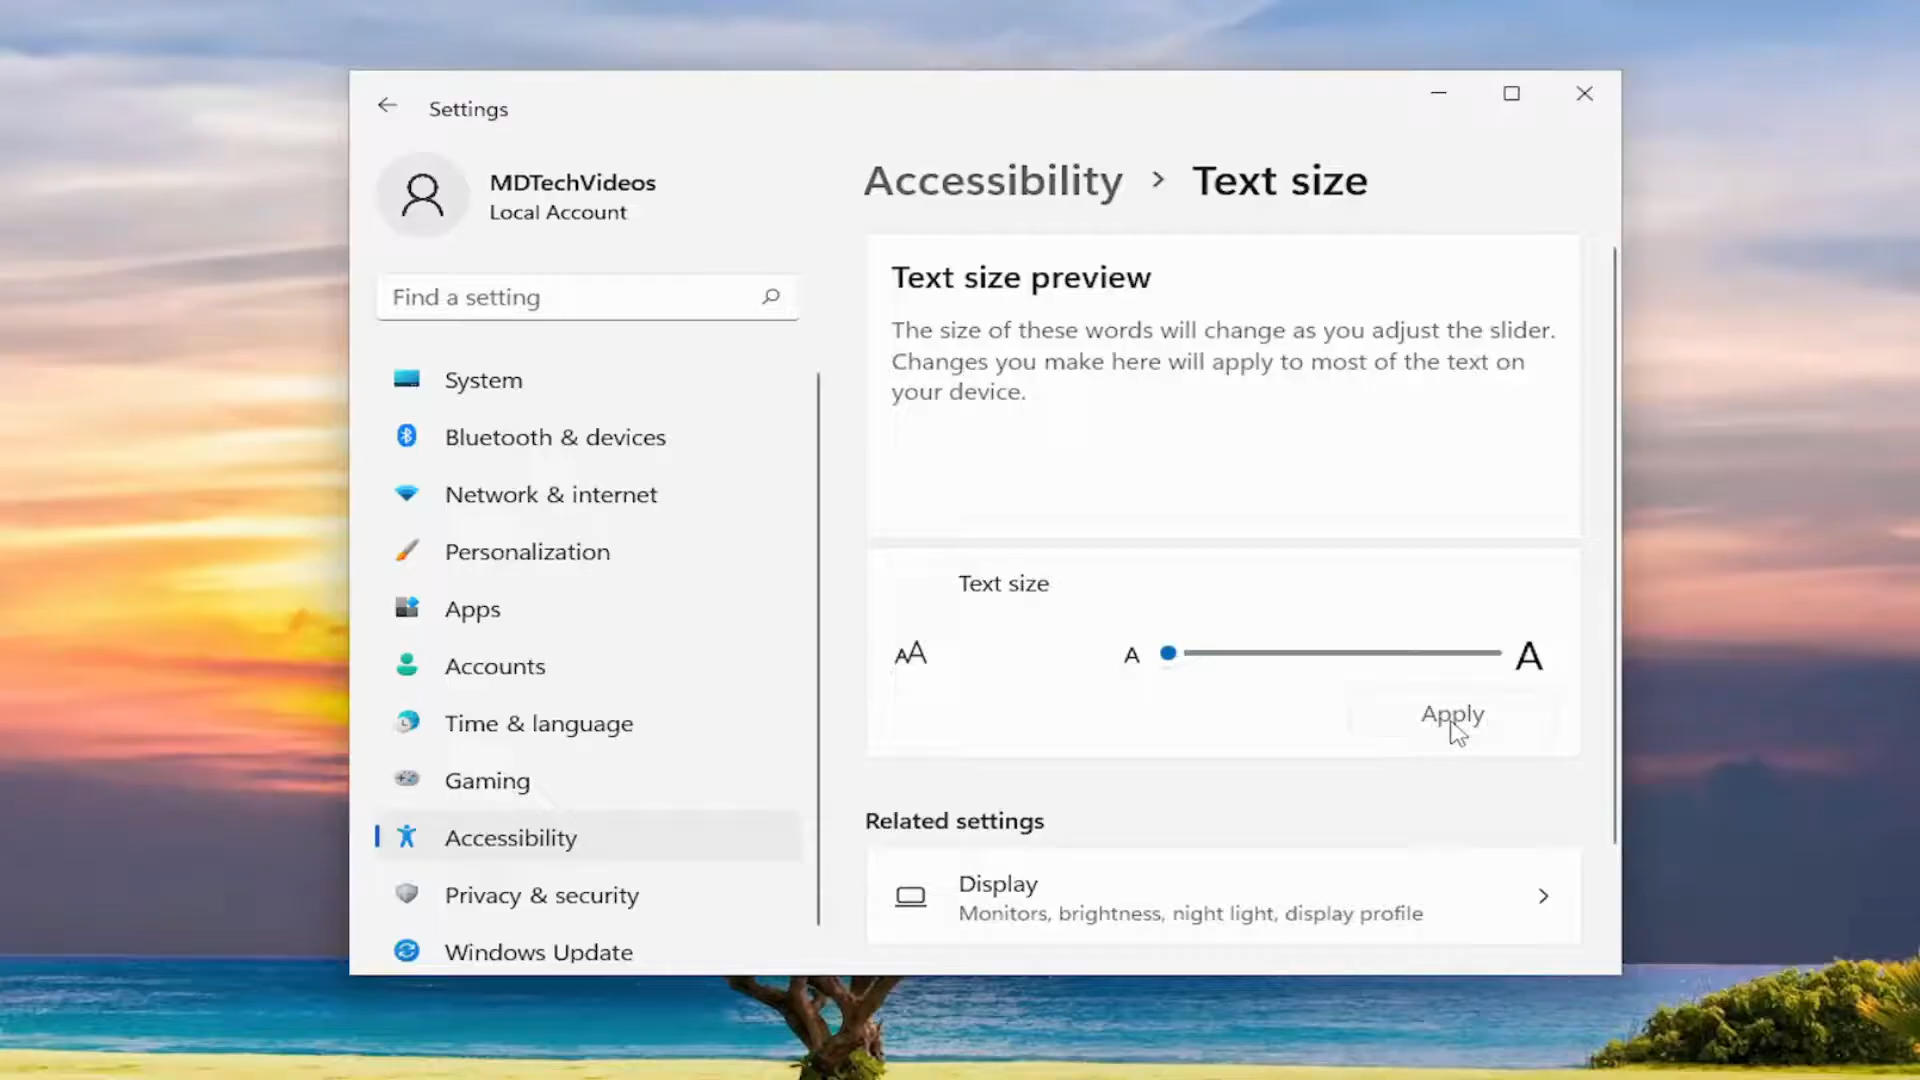 Settings
MDTechVideos
Local Account
Find a setting
System
Bluetooth & devices
Network & internet
Personalization
Apps
Accounts
Time & language
Gaming
Accessibility
Privacy & security
Windows Update
Accessibility > Text size
Text size preview
The size of these words will change as you adjust the slider.
Changes you make here will apply to most of the text on
your device.
Text size
AA A A
Apply
Related settings
Display
Monitors, brightness, night light, display profile